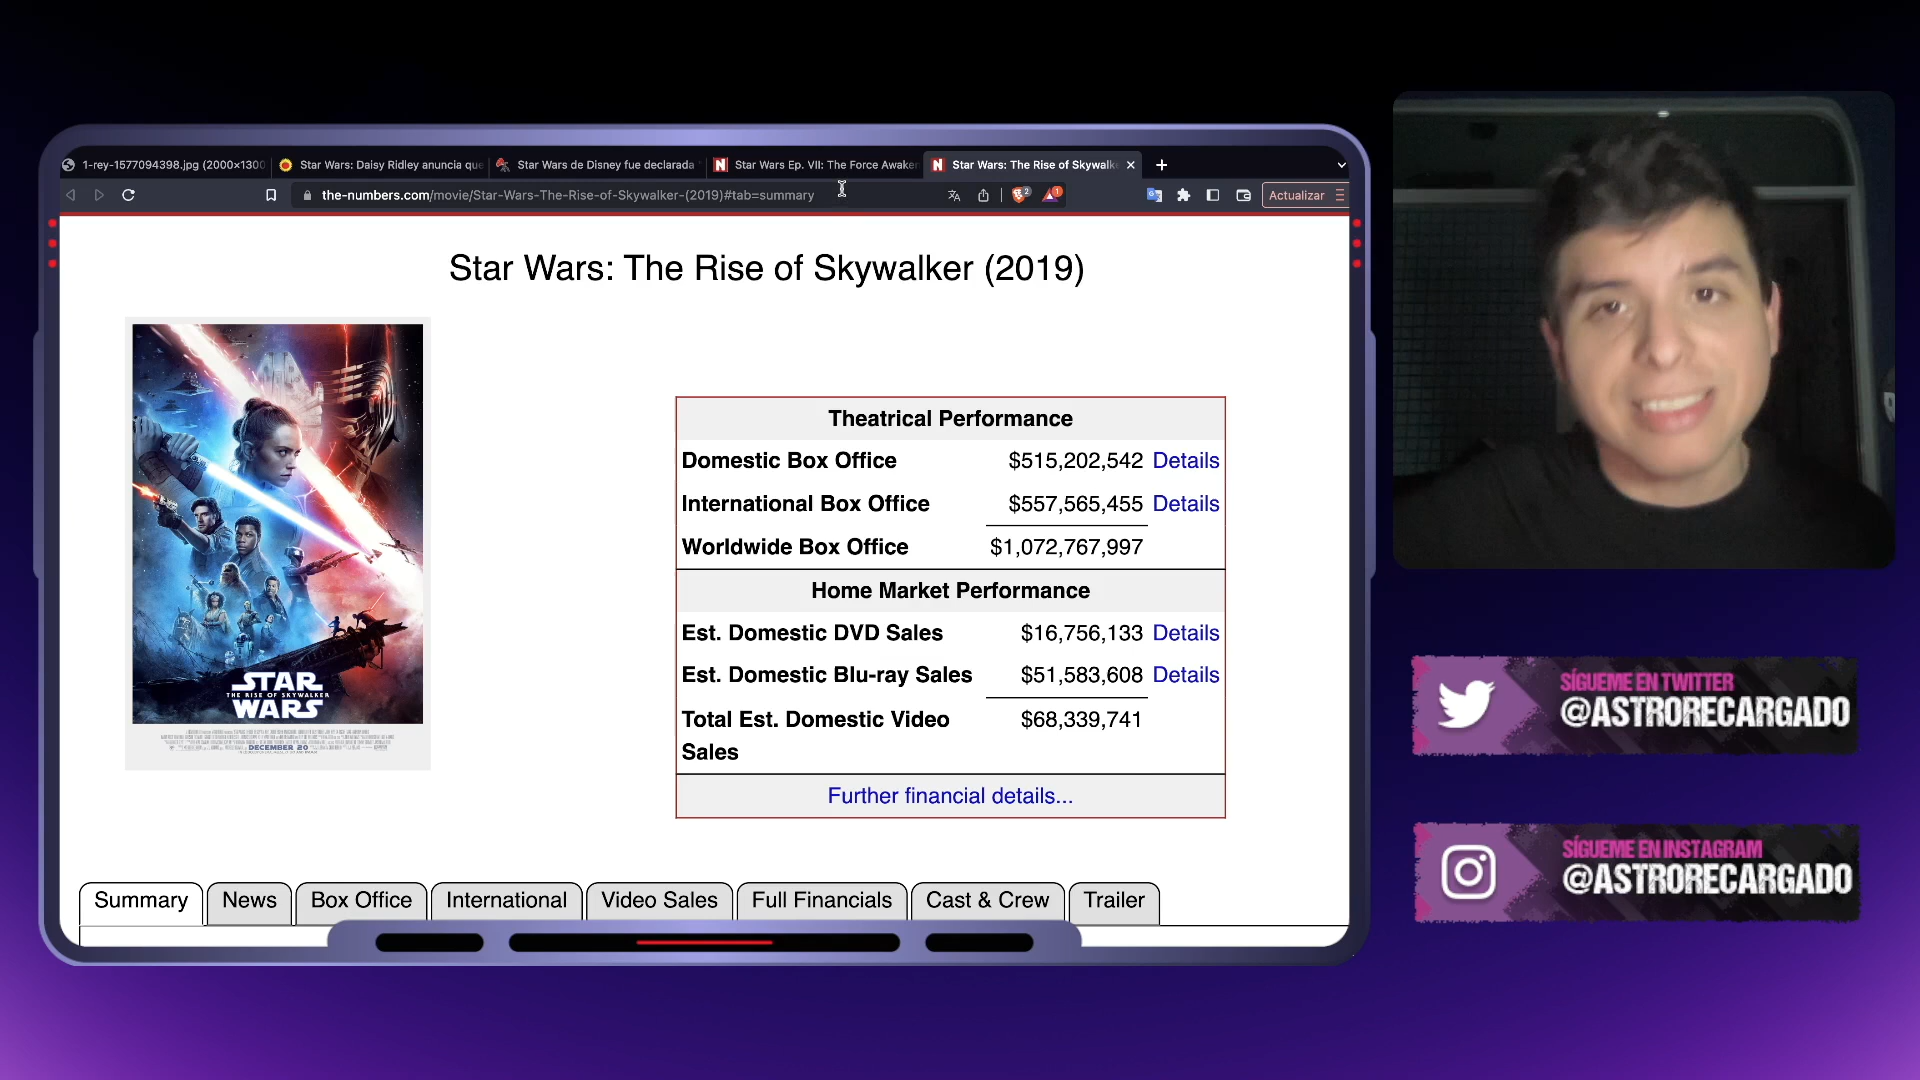 1-rey-1577094398.jpg (2000×1300
Star Wars: Daisy Ridley anuncia que
Star Wars de Disney fue declarada
Star Wars Ep. VII: The Force Awaken
Star Wars: The Rise of Skywalke
the-numbers.com/movie/Star-Wars-The-Rise-of-Skywalker-(2019)#tab=summary
2
1
Actualizar
Star Wars: The Rise of Skywalker (2019)
STAR
THE RISE OF SKYWALKER
WARS
DECEMBER 20
Theatrical Performance
Domestic Box Office $515,202,542 Details
International Box Office $557,565,455 Details
Worldwide Box Office $1,072,767,997
Home Market Performance
Est. Domestic DVD Sales $16,756,133 Details
Est. Domestic Blu-ray Sales $51,583,608 Details
Total Est. Domestic Video $68,339,741
Sales
Further financial details...
Summary News Box Office International Video Sales Full Financials Cast & Crew Trailer
SÍGUEME EN TWITTER
@ASTRORECARGADO
SÍGUEME EN INSTAGRAM
@ASTRORECARGADO